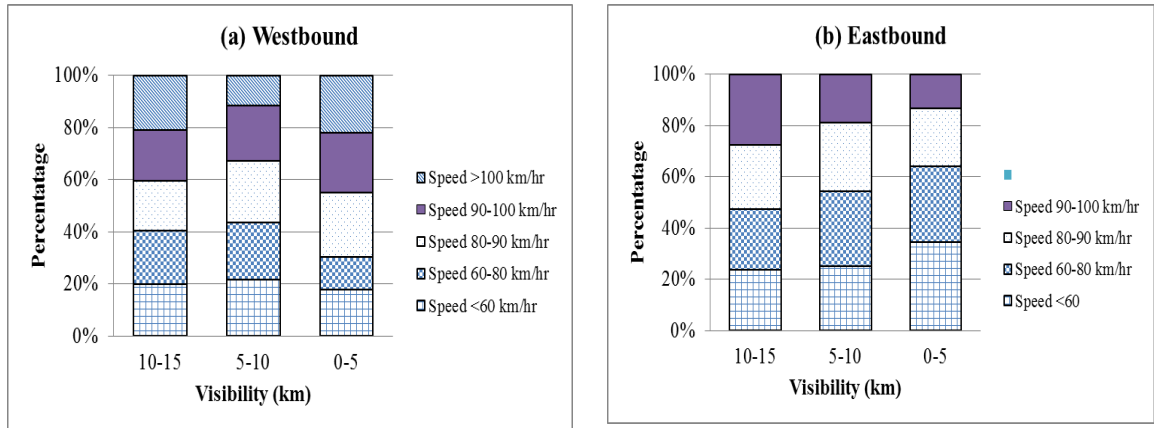 (a) Westbound
100%
80%
60%
40%
20%
0%
Percentatage
10-15
5-10
0-5
Visibility (km)
Speed >100 km/hr
Speed 90-100 km/hr
Speed 80-90 km/hr
Speed 60-80 km/hr
Speed <60 km/hr
(b) Eastbound
100%
80%
60%
40%
20%
0%
Percentatage
10-15
5-10
0-5
Visibility (km)
Speed 90-100 km/hr
Speed 80-90 km/hr
Speed 60-80 km/hr
Speed <60